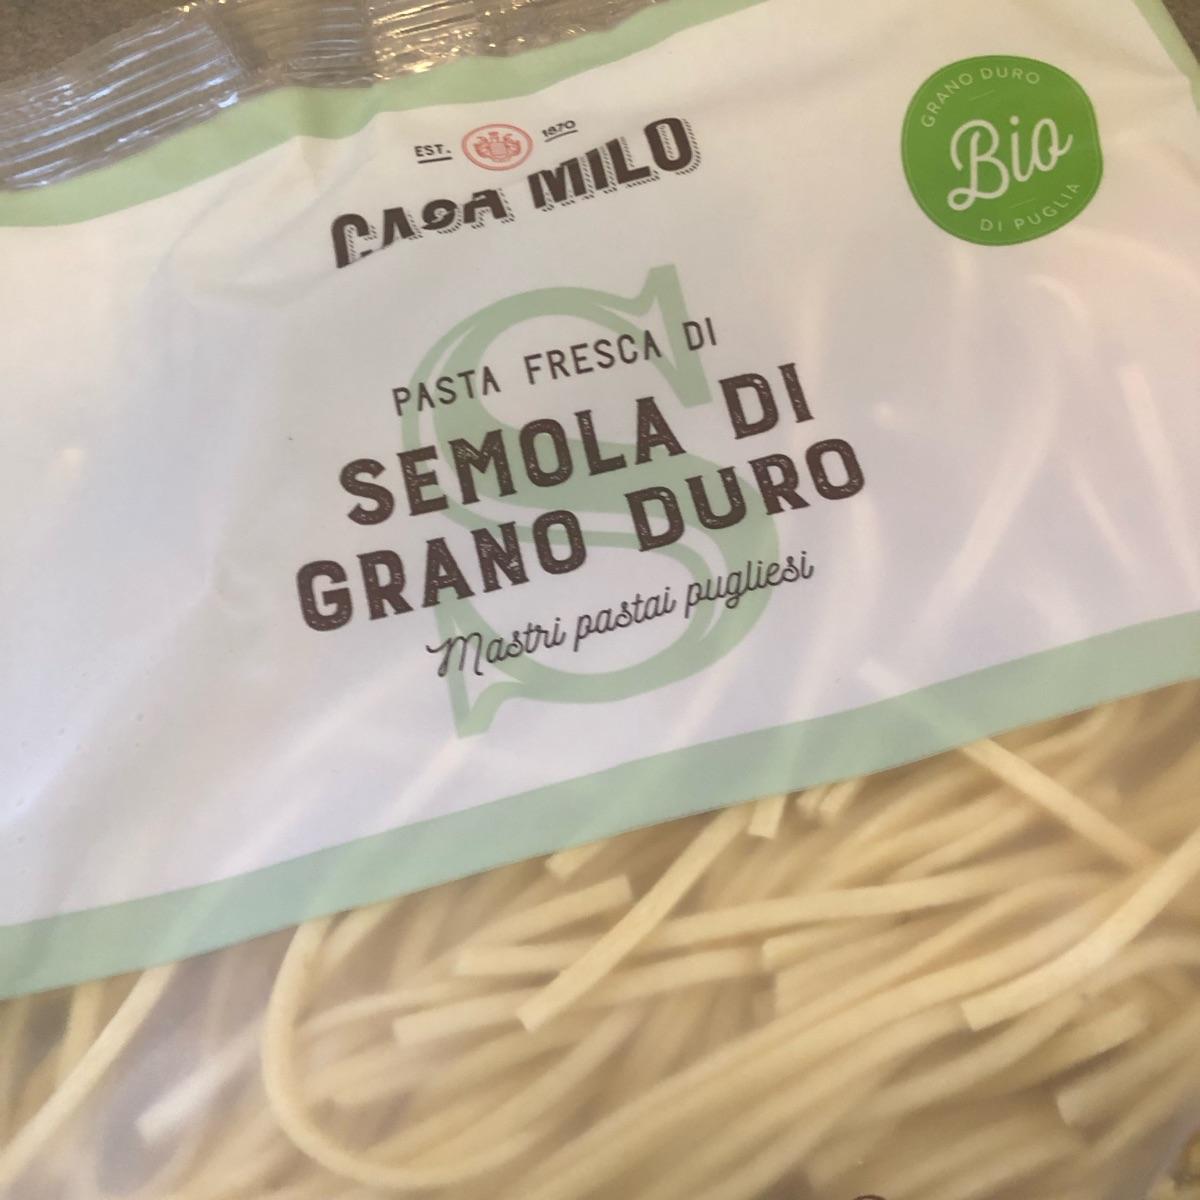 EST. 1870
CASA MILO
GRANO DURO
Bio
DI PUGLIA
PASTA FRESCA DI
SEMOLA DI
GRANO DURO
Mastri pastai pugliesi